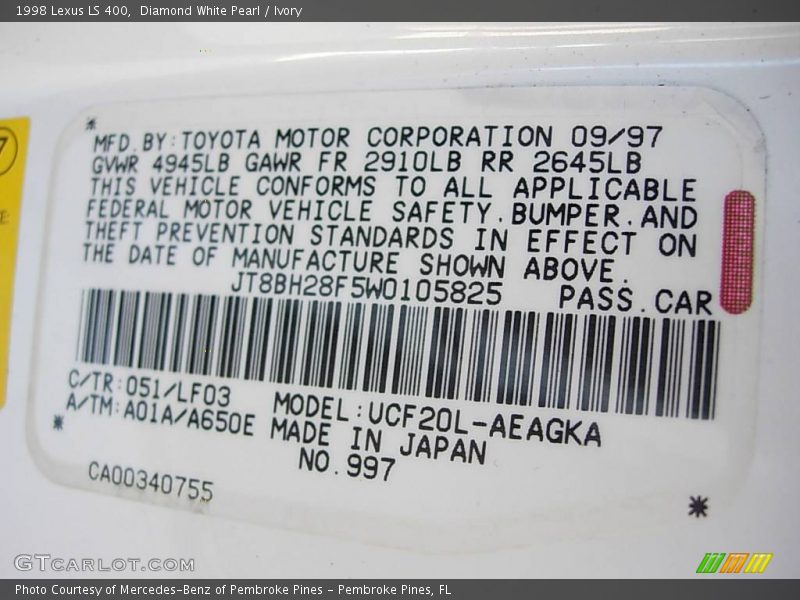 1998 Lexus LS 400,  Diamond White Pearl / Ivory
7
E
*
MFD.BY:TOYOTA MOTOR CORPORATION 09/97
GVWR 4945LB GAWR FR 2910LB RR 2645LB
THIS VEHICLE CONFORMS TO ALL APPLICABLE
FEDERAL MOTOR VEHICLE SAFETY.BUMPER.AND
THEFT PREVENTION STANDARDS IN EFFECT ON
THE DATE OF MANUFACTURE SHOWN ABOVE.
JT8BH28F5W0105825 PASS.CAR
C/TR:051/LF03 MODEL:UCF20L-AEAGKA
A/TM:A01A/A650E MADE IN JAPAN
* NO.997
CA00340755 *
GTCARLOT.COM
Photo Courtesy of Mercedes-Benz of Pembroke Pines - Pembroke Pines, FL